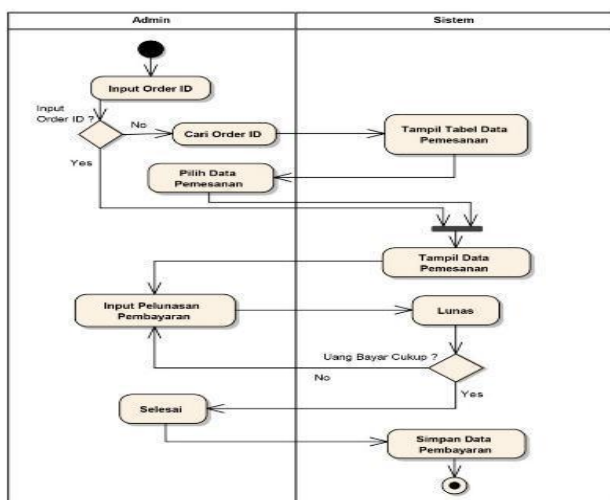 Admin
Sistem
Input Order ID
Input
Order ID ?
No
Cari Order ID
Tampil Tabel Data
Pemesanan
Yes
Pilih Data
Pemesanan
Tampil Data
Pemesanan
Input Pelunasan
Pembayaran
Lunas
Uang Bayar Cukup ?
No
Yes
Selesai
Simpan Data
Pembayaran